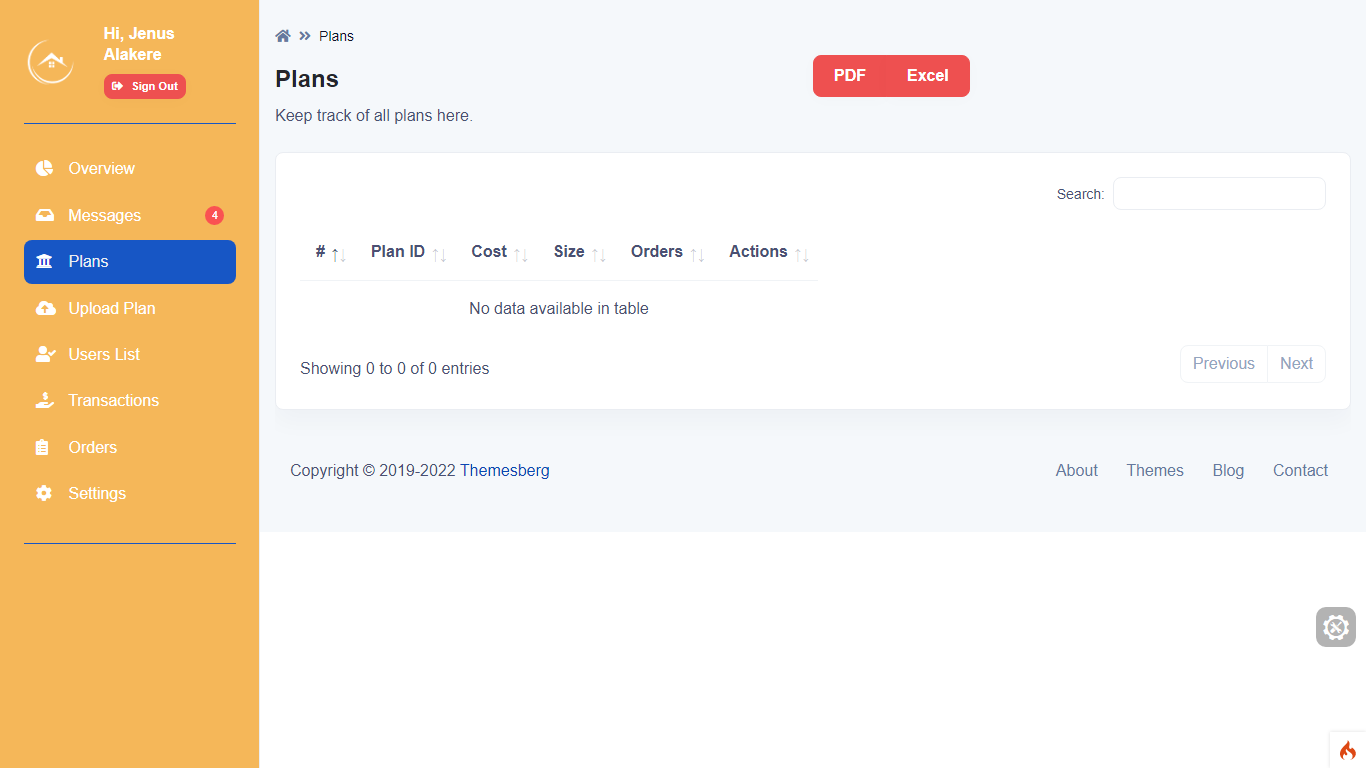 Hi, Jenus
Alakere
Sign Out
Overview
Messages 4
Plans
Upload Plan
Users List
Transactions
Orders
Settings
Plans
Plans
Keep track of all plans here.
PDF Excel
Search:
# Plan ID Cost Size Orders Actions
No data available in table
Showing 0 to 0 of 0 entries
Previous Next
Copyright © 2019-2022 Themesberg
About Themes Blog Contact